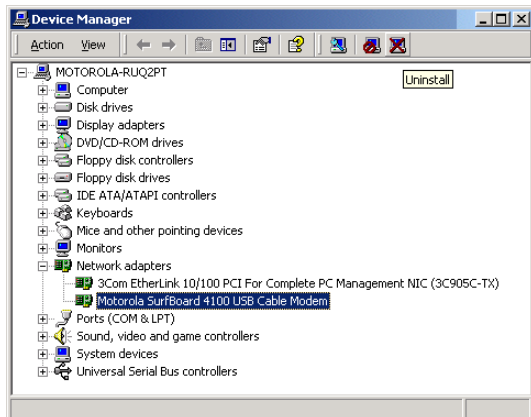 Device Manager
Action View
Uninstall
MOTOROLA-RUQ2PT
Computer
Disk drives
Display adapters
DVD/CD-ROM drives
Floppy disk controllers
Floppy disk drives
IDE ATA/ATAPI controllers
Keyboards
Mice and other pointing devices
Monitors
Network adapters
3Com EtherLink 10/100 PCI For Complete PC Management NIC (3C905C-TX)
Motorola SurfBoard 4100 USB Cable Modem
Ports (COM & LPT)
Sound, video and game controllers
System devices
Universal Serial Bus controllers